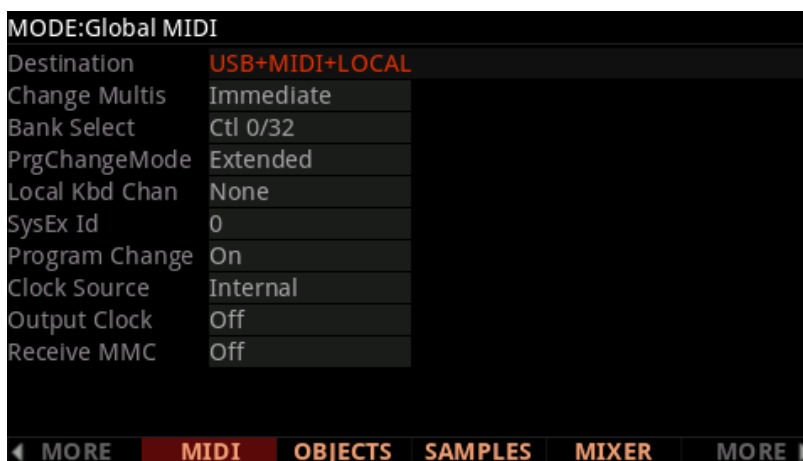 MODE:Global MIDI
Destination USB+MIDI+LOCAL
Change Multis Immediate
Bank Select Ctl 0/32
PrgChangeMode Extended
Local Kbd Chan None
SysEx Id 0
Program Change On
Clock Source Internal
Output Clock Off
Receive MMC Off
MORE MIDI OBJECTS SAMPLES MIXER MORE